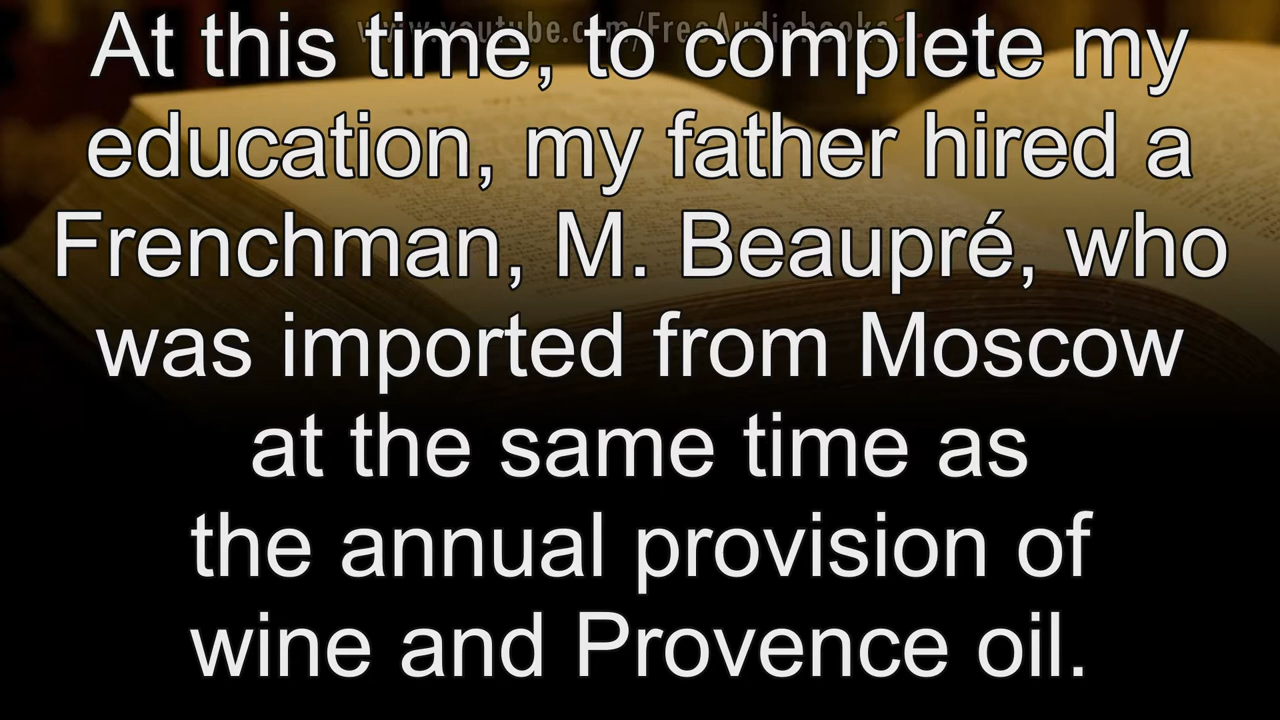 www.youtube.com/FreeAudiobooks
At this time, to complete my
education, my father hired a
Frenchman, M. Beaupré, who
was imported from Moscow
at the same time as
the annual provision of
wine and Provence oil.